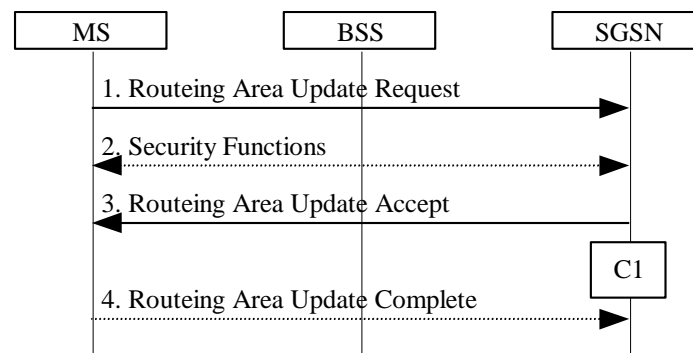 MS BSS SGSN
1. Routeing Area Update Request
2. Security Functions
3. Routeing Area Update Accept
C1
4. Routeing Area Update Complete